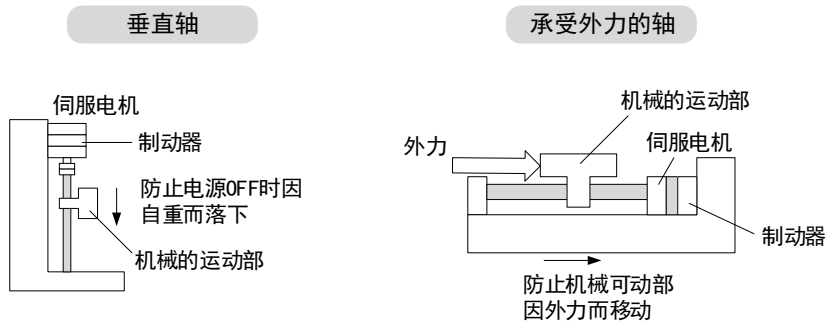 垂直轴
承受外力的轴
伺服电机
制动器
防止电源OFF时因
自重而落下
机械的运动部
机械的运动部
外力
伺服电机
制动器
防止机械可动部
因外力而移动